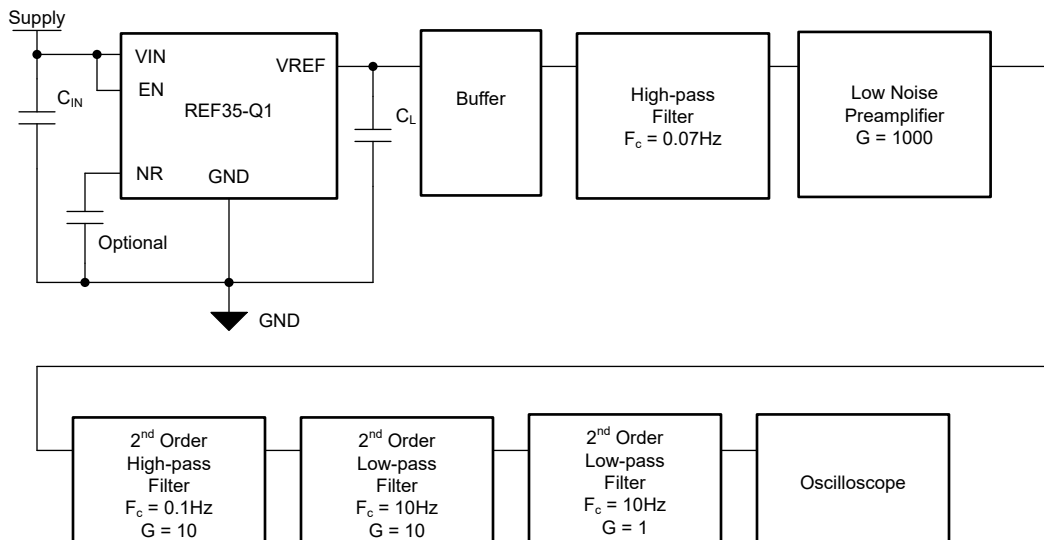 Supply
VIN
EN
C_IN
REF35-Q1
VREF
NR
GND
Optional
C_L
GND
Buffer
High-pass
Filter
F_c = 0.07Hz
Low Noise
Preamplifier
G = 1000
2^nd Order
High-pass
Filter
F_c = 0.1Hz
G = 10
2^nd Order
Low-pass
Filter
F_c = 10Hz
G = 10
2^nd Order
Low-pass
Filter
F_c = 10Hz
G = 1
Oscilloscope